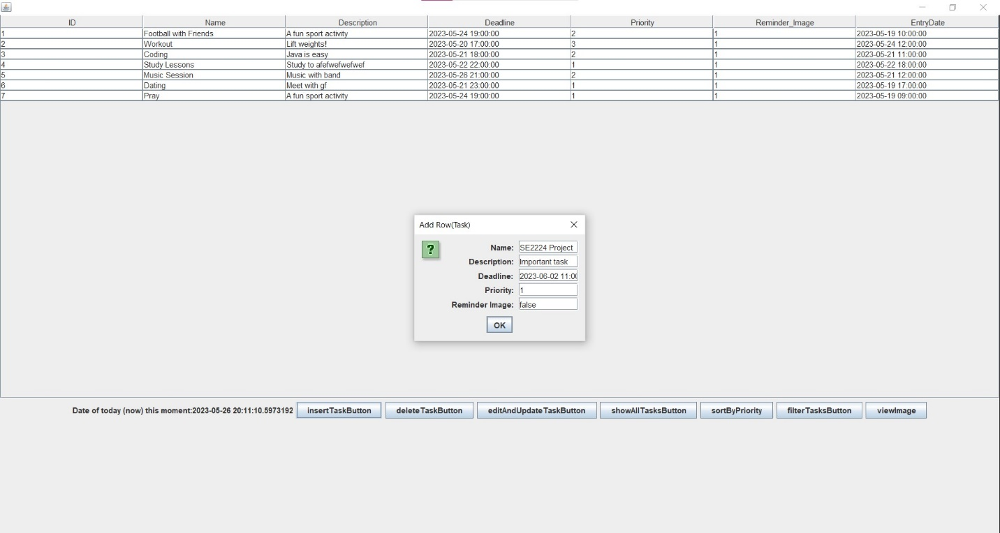 ID Name Description Deadline Priority Reminder_Image EntryDate
1 Football with Friends A fun sport activity 2023-05-24 19:00:00 2 1 2023-05-19 10:00:00
2 Workout Lift weights! 2023-05-20 17:00:00 3 1 2023-05-24 12:00:00
3 Coding Java is easy 2023-05-21 18:00:00 2 1 2023-05-21 11:00:00
4 Study Lessons Study to afefwefwefwef 2023-05-22 22:00:00 1 1 2023-05-22 18:00:00
5 Music Session Music with band 2023-05-26 21:00:00 2 1 2023-05-21 12:00:00
6 Dating Meet with gf 2023-05-21 23:00:00 1 1 2023-05-19 17:00:00
7 Pray A fun sport activity 2023-05-24 19:00:00 1 1 2023-05-19 09:00:00
Add Row(Task)
?
Name: SE2224 Project
Description: Important task
Deadline: 2023-06-02 11:00
Priority: 1
Reminder Image: false
OK
Date of today (now) this moment:2023-05-26 20:11:10.5973192 insertTaskButton deleteTaskButton editAndUpdateTaskButton showAllTasksButton sortByPriority filterTasksButton viewImage